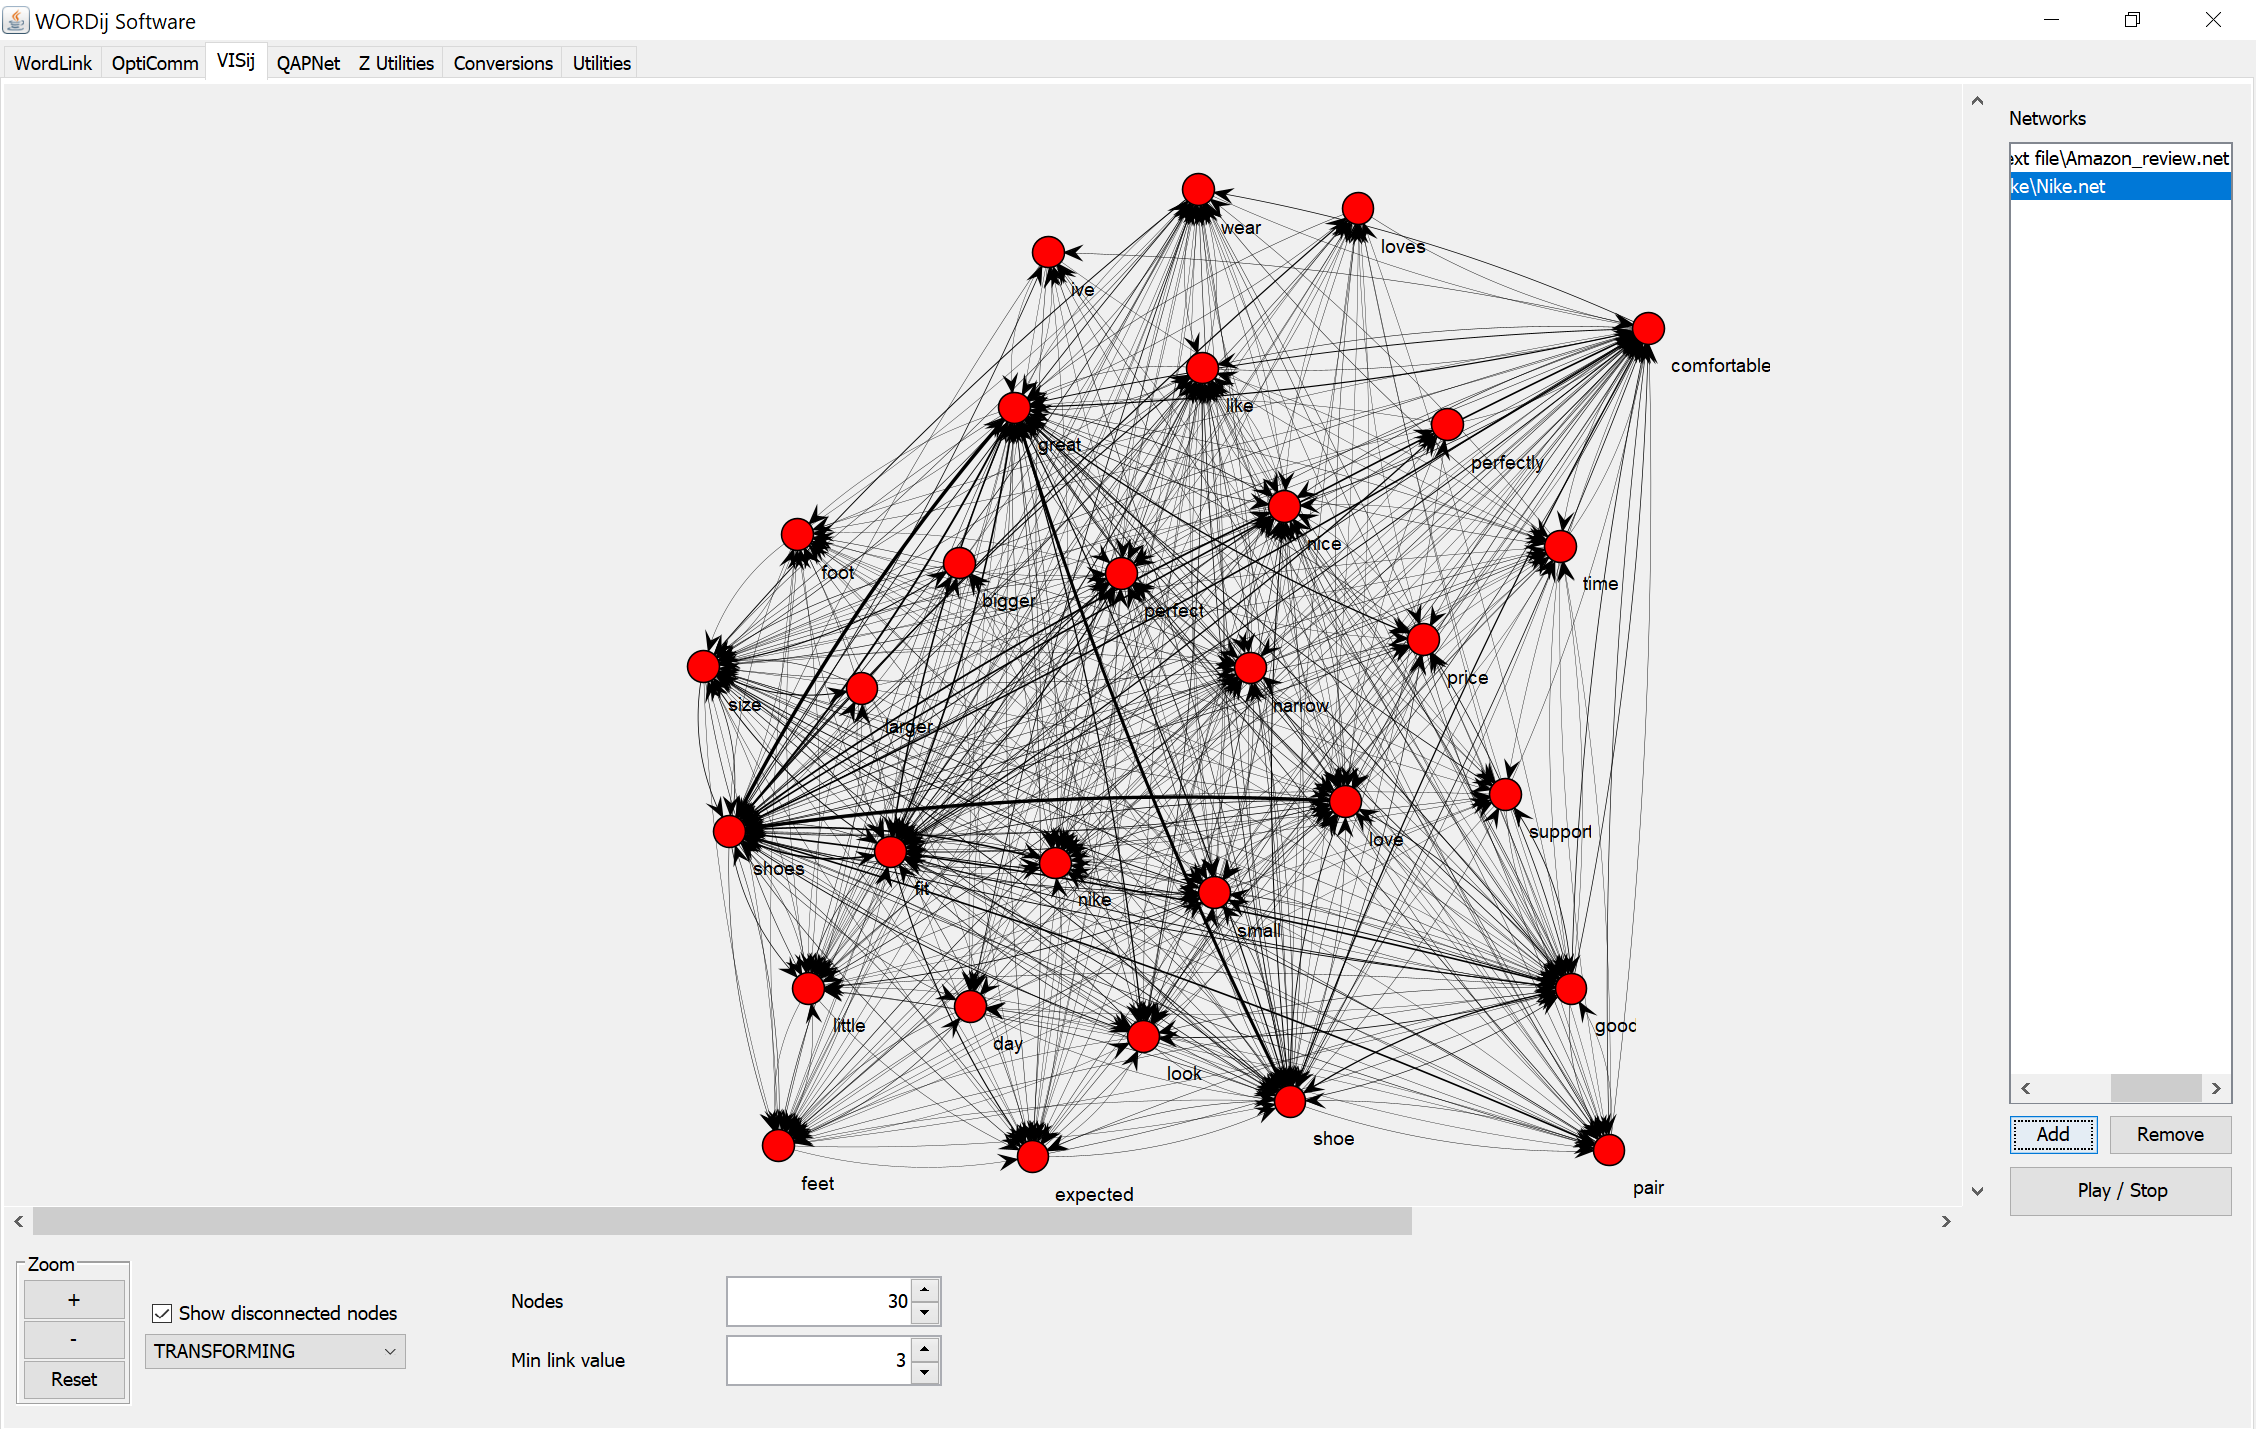 WORDij Software
WordLink OptiComm VISij QAPNet Z Utilities Conversions Utilities
Networks
ext file\Amazon_review.net
ke\Nike.net
wear
loves
ive
comfortable
like
great
perfectly
nice
foot
time
bigger
perfect
price
size
narrow
larger
support
love
shoes
fit
nike
small
little
good
day
look
shoe
feet
expected
pair
Add Remove
Play / Stop
Zoom
+
-
Reset
Show disconnected nodes
TRANSFORMING
Nodes 30
Min link value 3